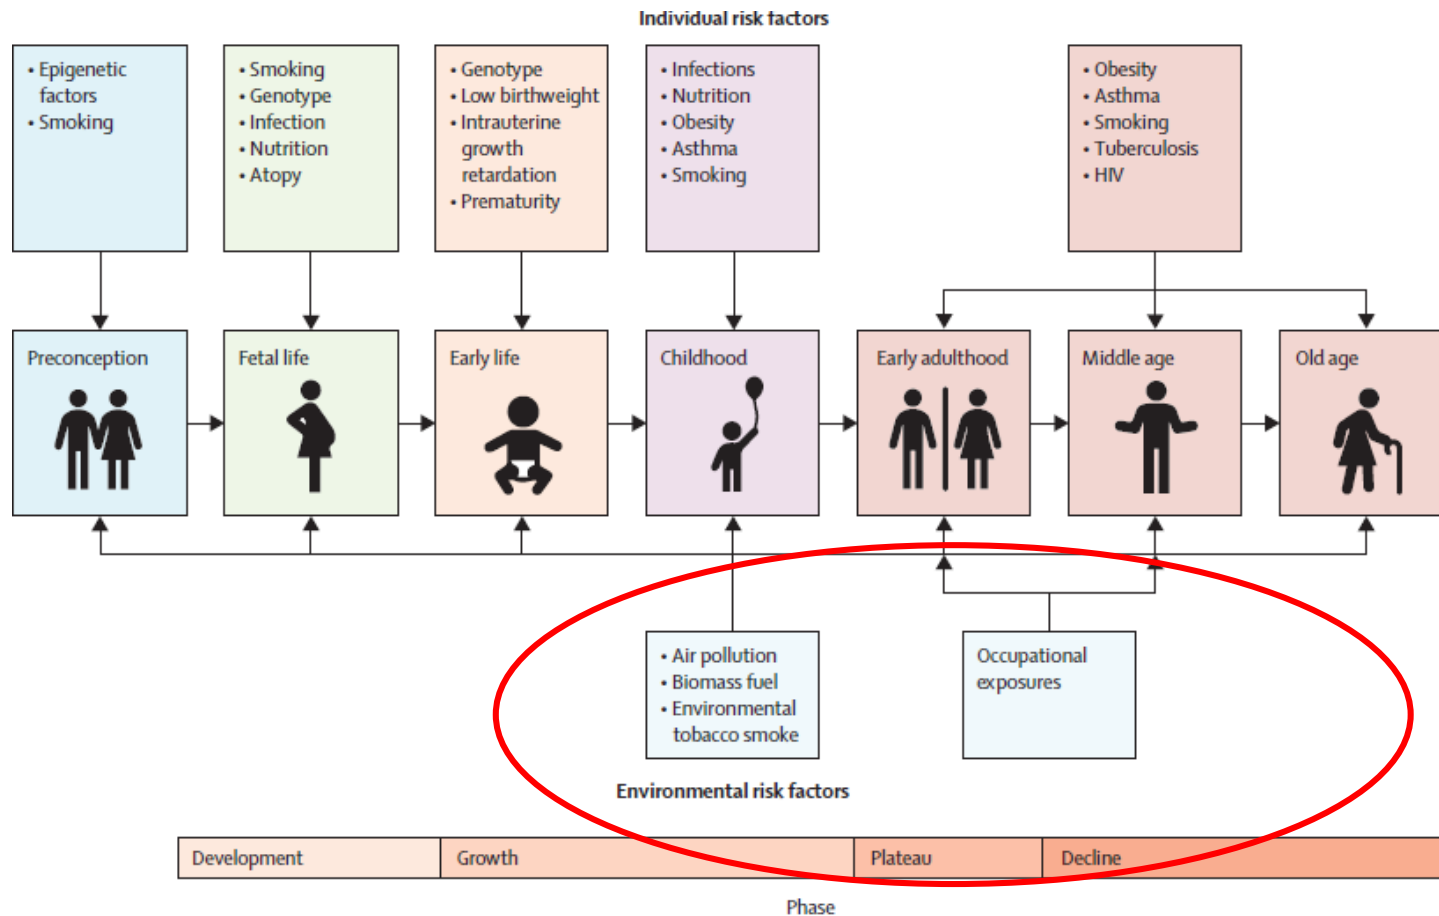 Individual risk factors
• Epigenetic
factors
• Smoking
• Smoking
• Genotype
• Infection
• Nutrition
• Atopy
• Genotype
• Low birthweight
• Intrauterine
growth
retardation
• Prematurity
• Infections
• Nutrition
• Obesity
• Asthma
• Smoking
• Obesity
• Asthma
• Smoking
• Tuberculosis
• HIV
Preconception
Fetal life
Early life
Childhood
Early adulthood
Middle age
Old age
• Air pollution
• Biomass fuel
• Environmental
tobacco smoke
Occupational
exposures
Environmental risk factors
Development
Growth
Plateau
Decline
Phase